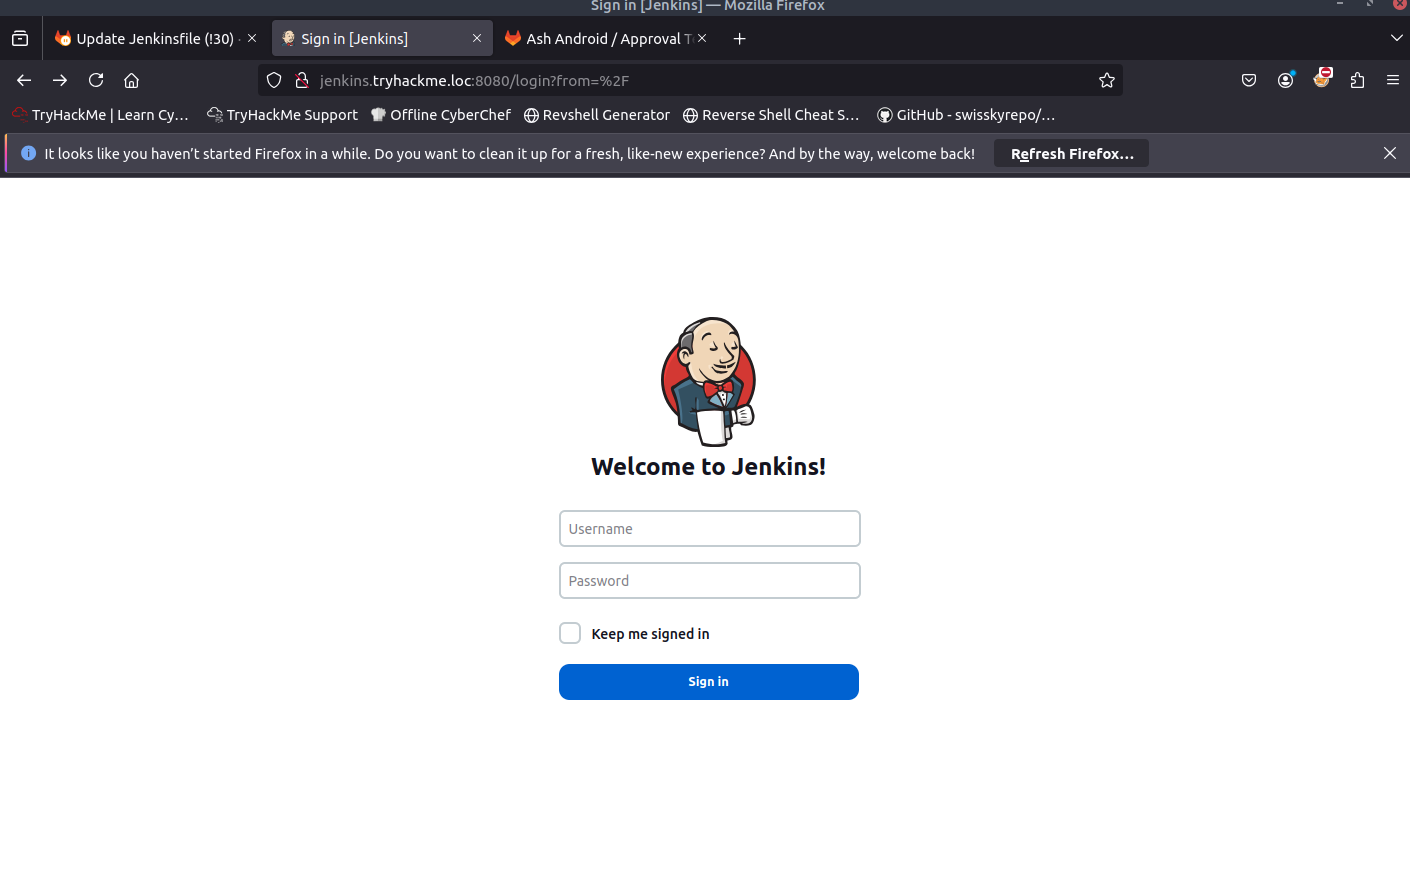 Sign in [Jenkins] — Mozilla Firefox
Update Jenkinsfile (!30) ·
Sign in [Jenkins]
Ash Android / Approval Te
jenkins.tryhackme.loc:8080/login?from=%2F
TryHackMe | Learn Cy…
TryHackMe Support
Offline CyberChef
Revshell Generator
Reverse Shell Cheat S…
GitHub - swisskyrepo/…
It looks like you haven’t started Firefox in a while. Do you want to clean it up for a fresh, like-new experience? And by the way, welcome back!
Refresh Firefox…
Welcome to Jenkins!
Username
Password
Keep me signed in
Sign in